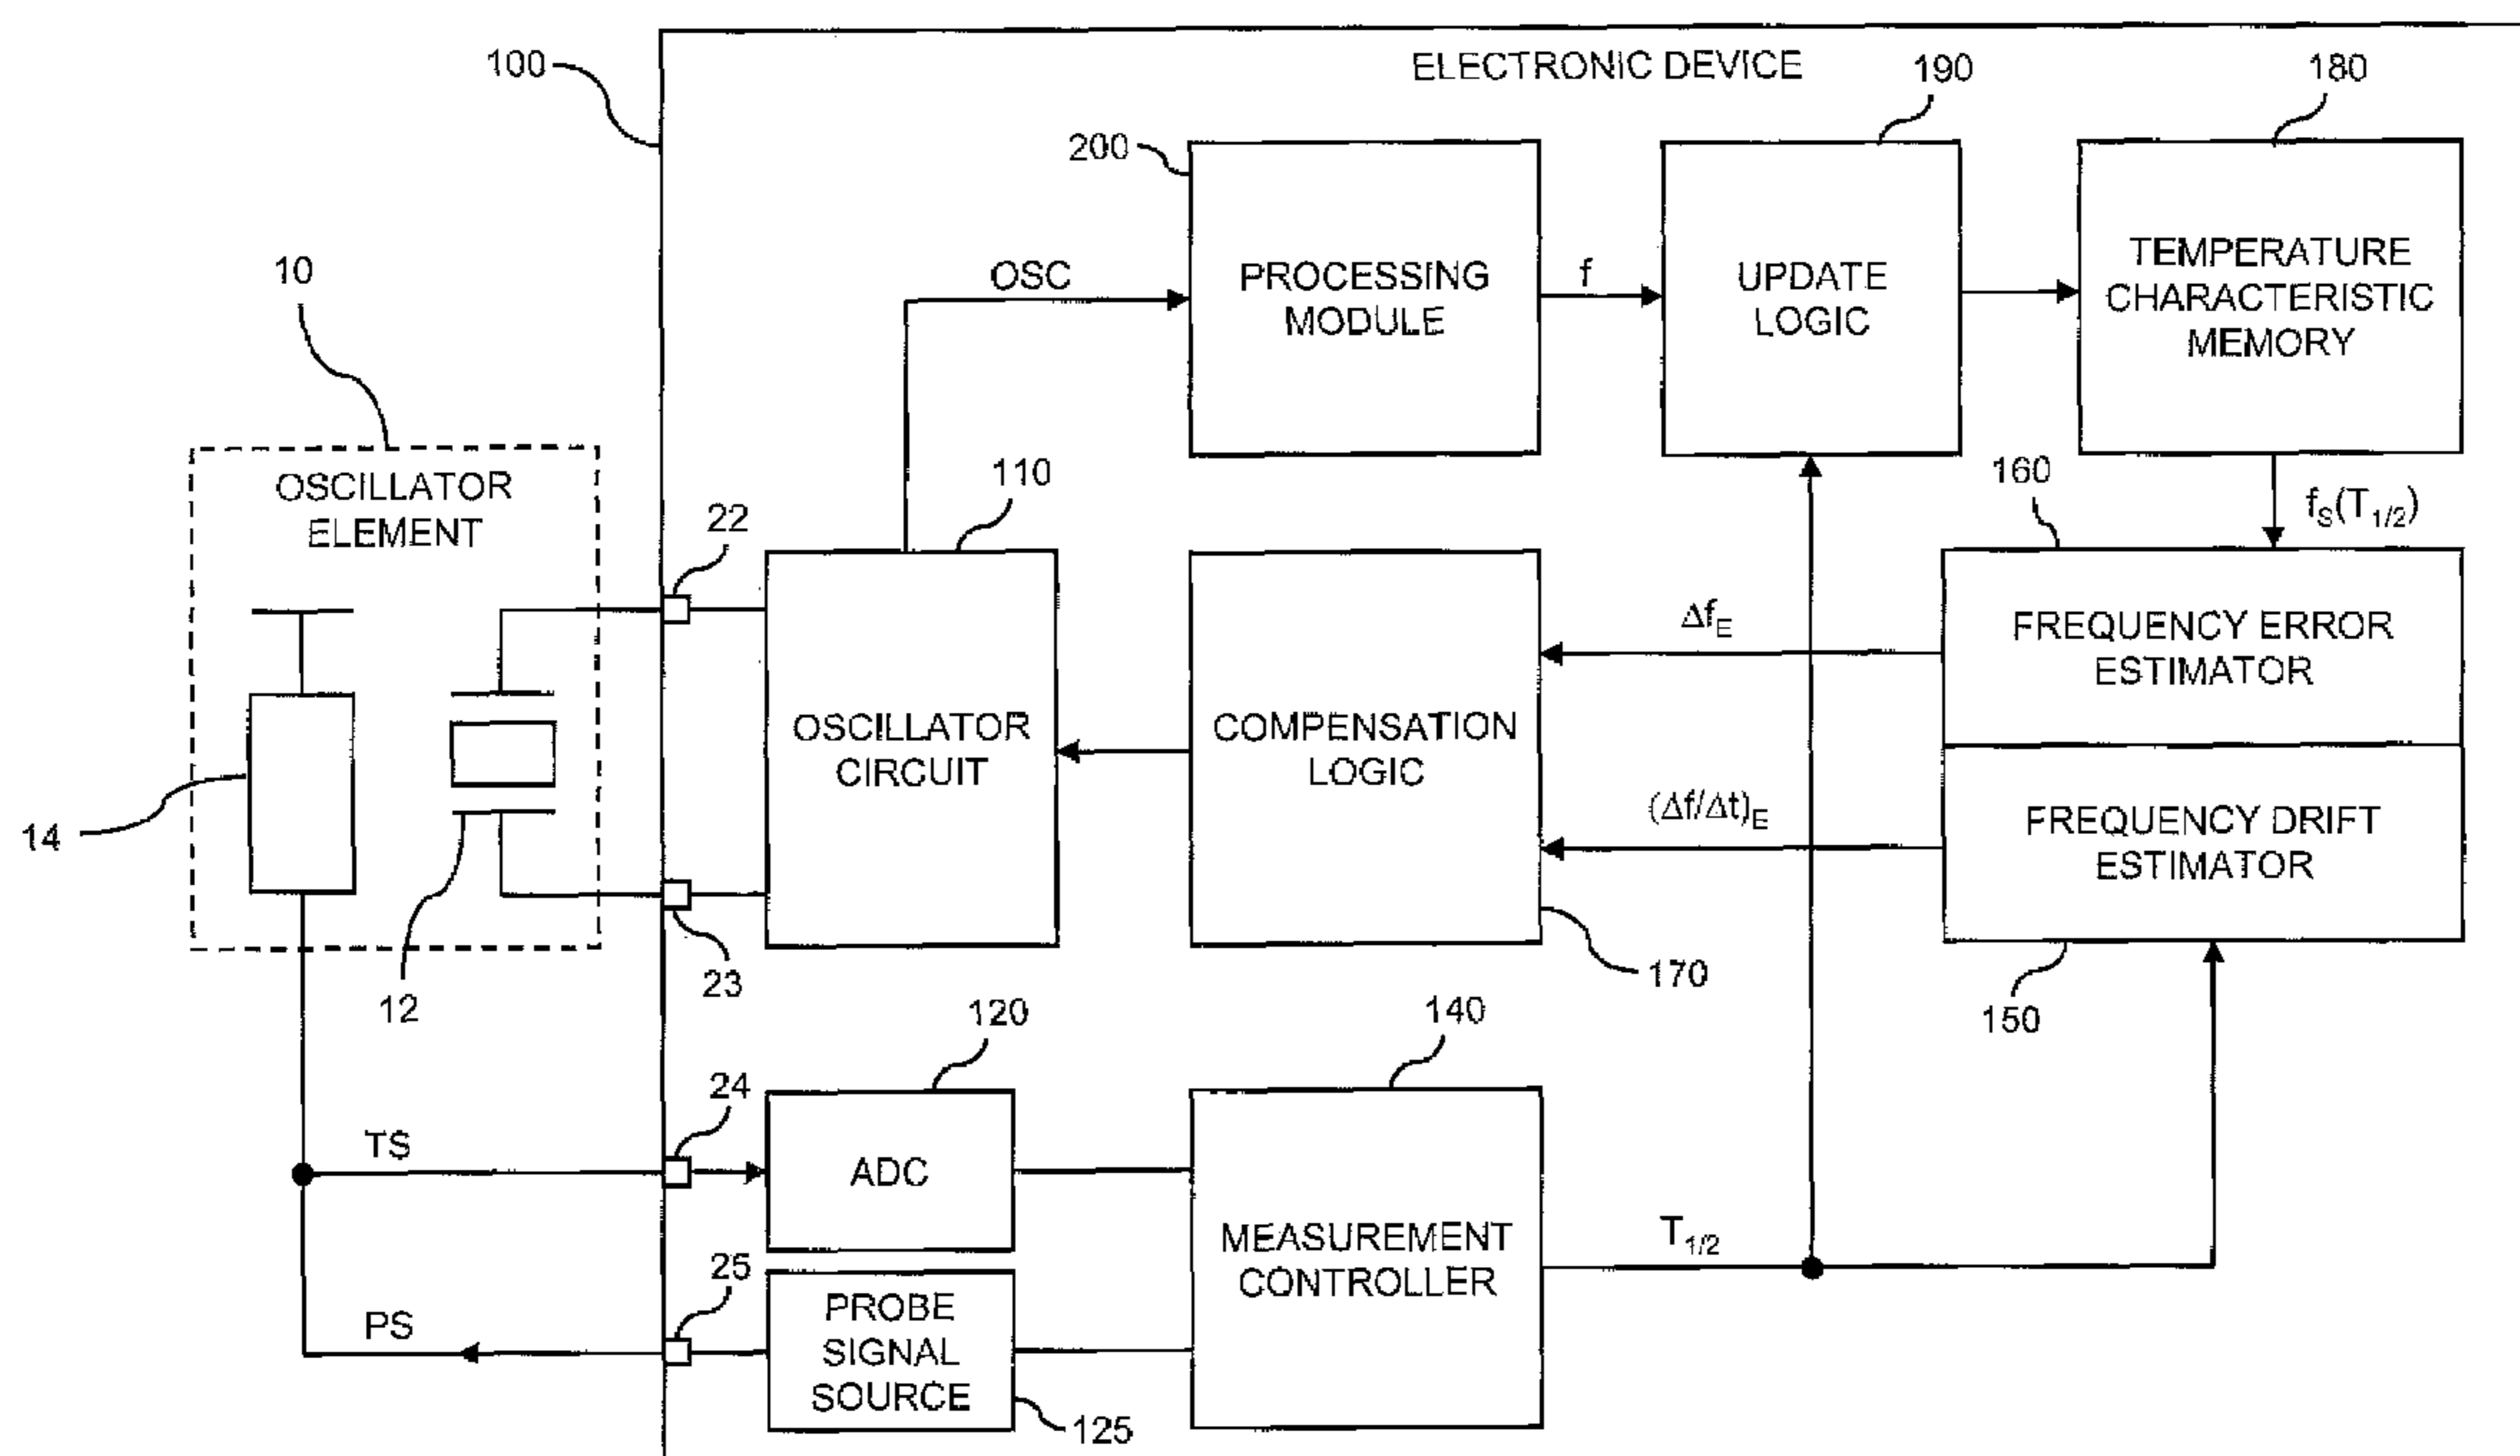 ELECTRONIC DEVICE
100
190
180
200
PROCESSING
MODULE
UPDATE
LOGIC
TEMPERATURE
CHARACTERISTIC
MEMORY
OSC
f
10
OSCILLATOR
ELEMENT
110
160
fS(T1/2)
22
OSCILLATOR
CIRCUIT
COMPENSATION
LOGIC
ΔfE
FREQUENCY ERROR
ESTIMATOR
(Δf/Δt)E
FREQUENCY DRIFT
ESTIMATOR
14
12
23
170
150
120
140
24
TS
ADC
MEASUREMENT
CONTROLLER
T1/2
25
PS
PROBE
SIGNAL
SOURCE
125